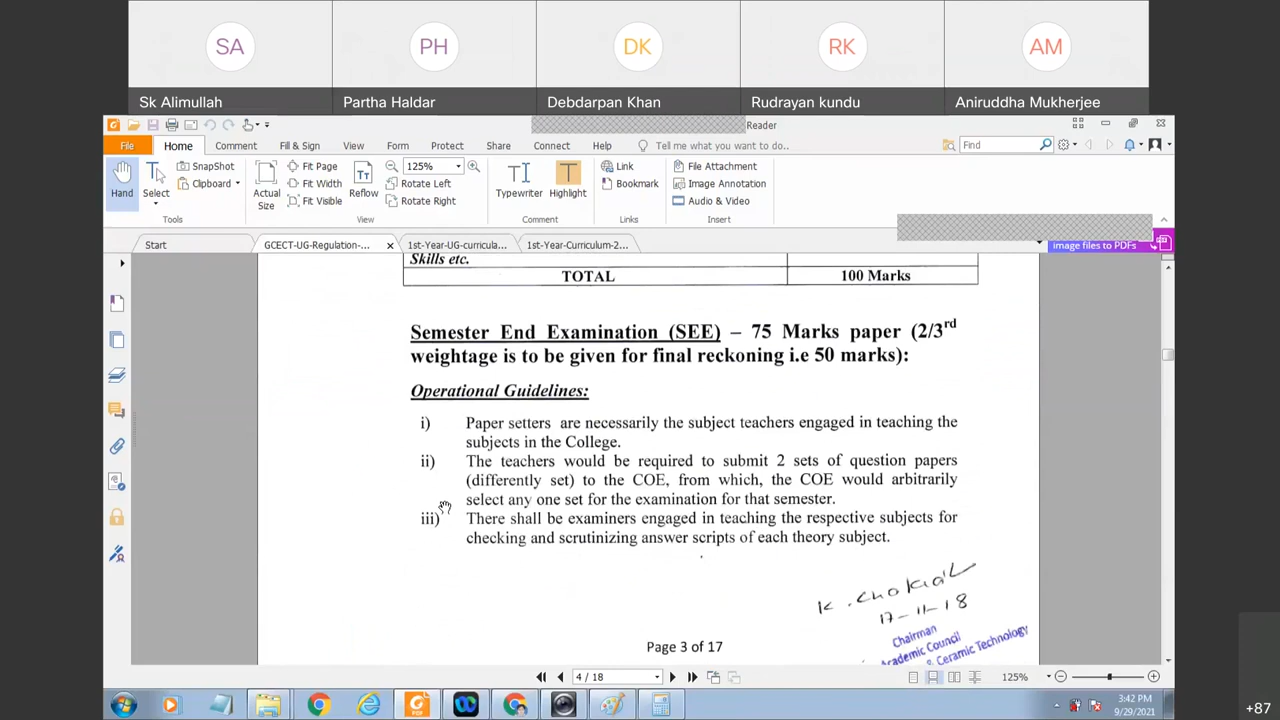 SA
PH
DK
RK
AM
Sk Alimullah
Partha Haldar
Debdarpan Khan
Rudrayan kundu
Aniruddha Mukherjee
Reader
File
Home
Comment
Fill & Sign
View
Form
Protect
Share
Connect
Help
Tell me what you want to do..
Find
Hand
Select
SnapShot
Clipboard
Tools
Actual Size
Fit Page
Fit Width
Fit Visible
Reflow
125%
Rotate Left
Rotate Right
View
Typewriter
Highlight
Comment
Link
Bookmark
Links
File Attachment
Image Annotation
Audio & Video
Insert
Start
GCECT-UG-Regulation-...
1st-Year-UG-curricula...
1st-Year-Curriculum-2...
image files to PDFs
Skills etc.
TOTAL 100 Marks
Semester End Examination (SEE) – 75 Marks paper (2/3rd
weightage is to be given for final reckoning i.e 50 marks):
Operational Guidelines:
i) Paper setters are necessarily the subject teachers engaged in teaching the
subjects in the College.
ii) The teachers would be required to submit 2 sets of question papers
(differently set) to the COE, from which, the COE would arbitrarily
select any one set for the examination for that semester.
iii) There shall be examiners engaged in teaching the respective subjects for
checking and scrutinizing answer scripts of each theory subject.
17-11-18
Chairman
Academic Council
& Ceramic Technology
Page 3 of 17
4 / 18
125%
3:42 PM
9/29/2021
+87